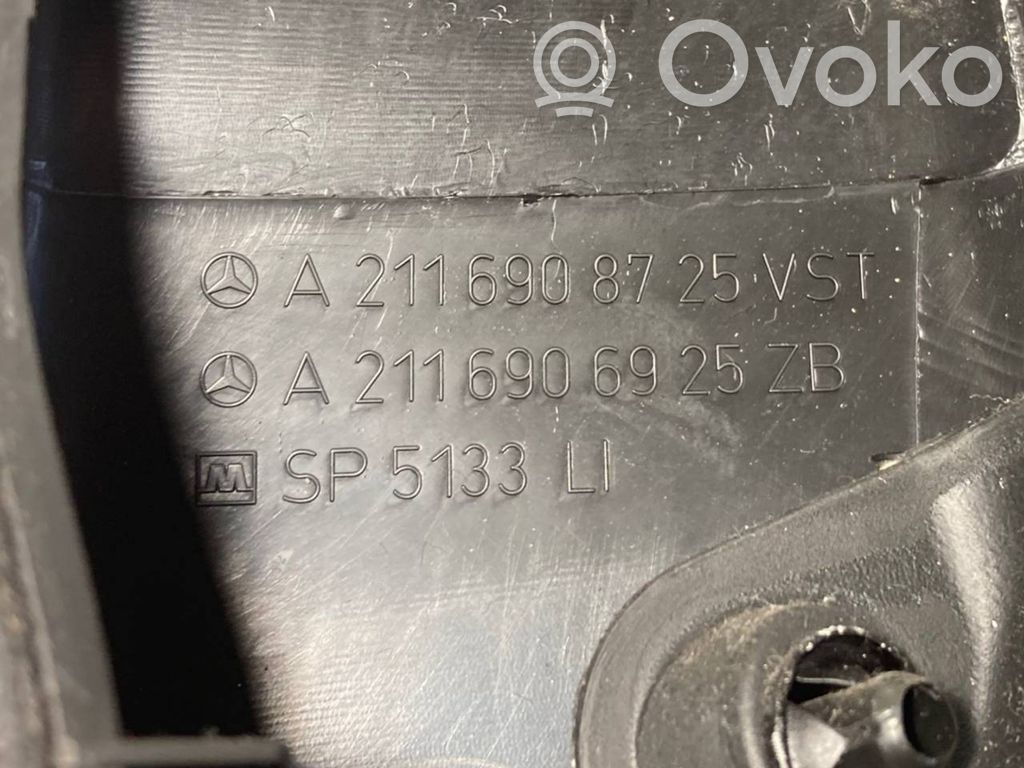 Ovoko
A 211 690 87 25 VST
A 211 690 69 25 ZB
M SP 5133 LI